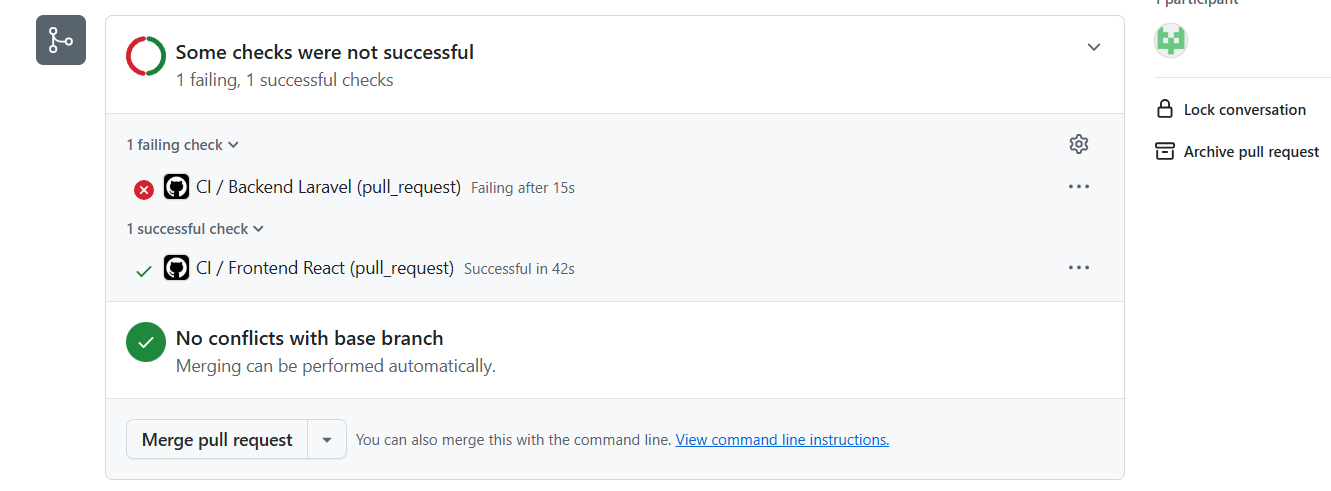 1 participant
Some checks were not successful
1 failing, 1 successful checks
1 failing check
CI / Backend Laravel (pull_request) Failing after 15s
1 successful check
CI / Frontend React (pull_request) Successful in 42s
No conflicts with base branch
Merging can be performed automatically.
Merge pull request
You can also merge this with the command line. View command line instructions.
Lock conversation
Archive pull request